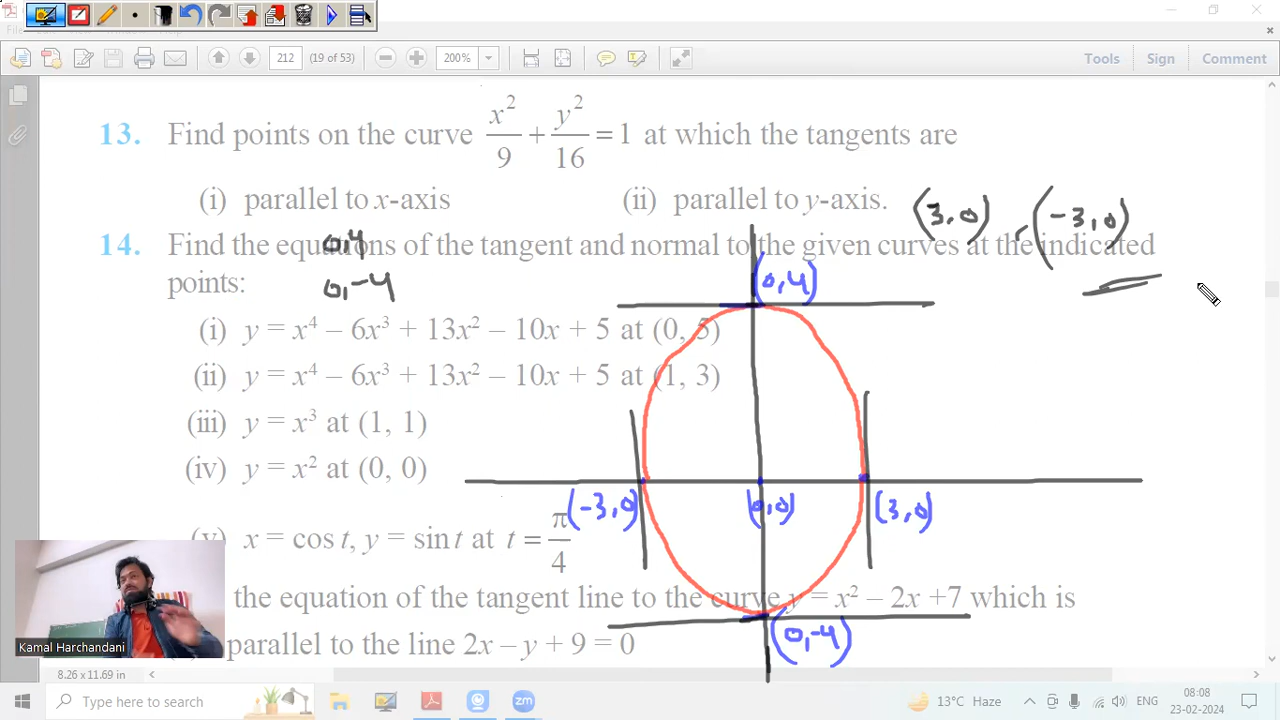 212 (19 of 53) 200% Tools Sign Comment
13. Find points on the curve x²/9 + y²/16 = 1 at which the tangents are
(i) parallel to x-axis (ii) parallel to y-axis. (3,0) , (-3,0)
0,4
14. Find the equations of the tangent and normal to the given curves at the indicated
points:
0,-4
(0,4)
(i) y = x⁴ – 6x³ + 13x² – 10x + 5 at (0, 5)
(ii) y = x⁴ – 6x³ + 13x² – 10x + 5 at (1, 3)
(iii) y = x³ at (1, 1)
(iv) y = x² at (0, 0)
(-3,0) (0,0) (3,0)
(v) x = cos t, y = sin t at t = π/4
the equation of the tangent line to the curve y = x² – 2x +7 which is
(0,-4)
parallel to the line 2x – y + 9 = 0
Kamal Harchandani
8.26 x 11.69 in
Type here to search 13°C Haze ENG 08:08
23-02-2024